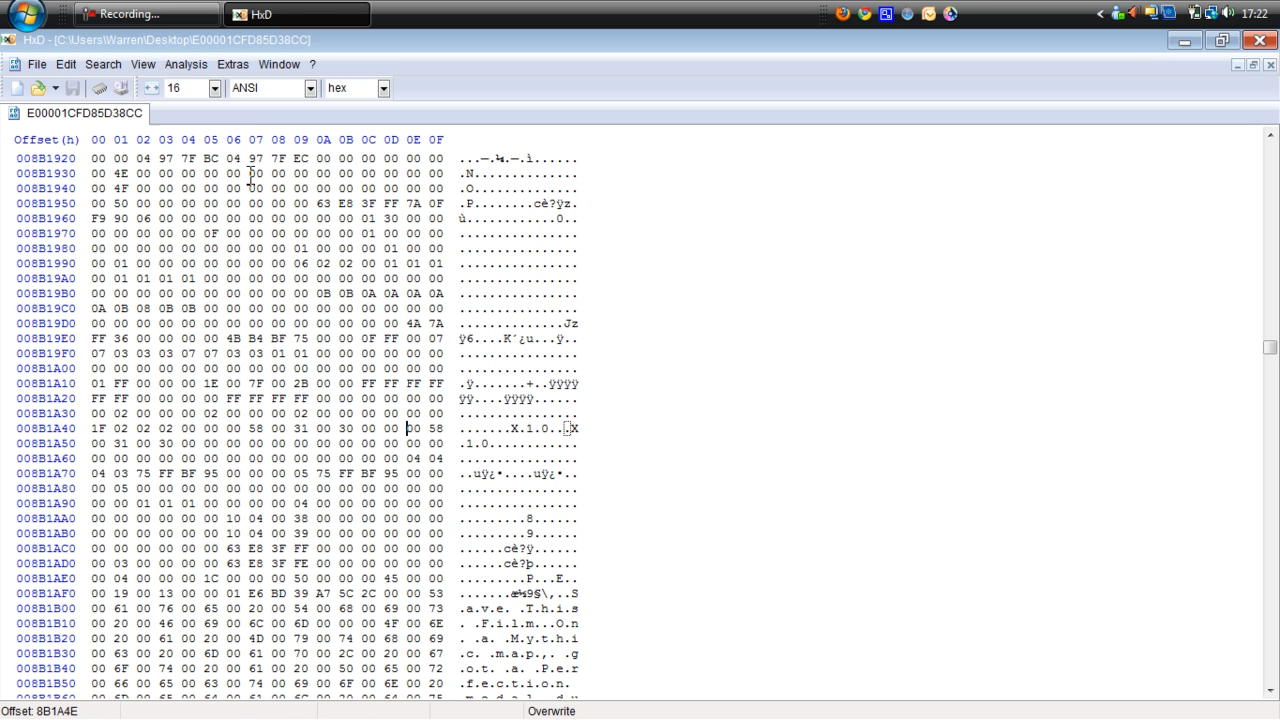 Recording...
HxD
17:22
HxD - [C:\Users\Warren\Desktop\E00001CFD85D38CC]
File Edit Search View Analysis Extras Window ?
16 ANSI hex
E00001CFD85D38CC
Offset(h) 00 01 02 03 04 05 06 07 08 09 0A 0B 0C 0D 0E 0F
008B1920 00 00 04 97 7F BC 04 97 7F EC 00 00 00 00 00 00 ...—.¼.—.ì......
008B1930 00 4E 00 00 00 00 00 00 00 00 00 00 00 00 00 00 .N..............
008B1940 00 4F 00 00 00 00 00 00 00 00 00 00 00 00 00 00 .O..............
008B1950 00 50 00 00 00 00 00 00 00 00 63 E8 3F FF 7A 0F .P........cè?ÿz.
008B1960 F9 90 06 00 00 00 00 00 00 00 00 00 01 30 00 00 ù............0..
008B1970 00 00 00 00 00 0F 00 00 00 00 00 00 01 00 00 00 ................
008B1980 00 00 00 00 00 00 00 00 00 01 00 00 00 01 00 00 ................
008B1990 00 01 00 00 00 00 00 00 00 06 02 02 00 01 01 01 ................
008B19A0 00 01 01 01 01 00 00 00 00 00 00 00 00 00 00 00 ................
008B19B0 00 00 00 00 00 00 00 00 00 00 0B 0B 0A 0A 0A 0A ................
008B19C0 0A 0B 08 0B 0B 00 00 00 00 00 00 00 00 00 00 00 ................
008B19D0 00 00 00 00 00 00 00 00 00 00 00 00 00 00 4A 7A ..............Jz
008B19E0 FF 36 00 00 00 00 4B B4 BF 75 00 00 0F FF 00 07 ÿ6....K´¿u...ÿ..
008B19F0 07 03 03 03 07 07 03 03 01 01 00 00 00 00 00 00 ................
008B1A00 00 00 00 00 00 00 00 00 00 00 00 00 00 00 00 00 ................
008B1A10 01 FF 00 00 00 1E 00 7F 00 2B 00 00 FF FF FF FF .ÿ.......+..ÿÿÿÿ
008B1A20 FF FF 00 00 00 00 FF FF FF FF 00 00 00 00 00 00 ÿÿ....ÿÿÿÿ......
008B1A30 00 02 00 00 00 02 00 00 00 02 00 00 00 00 00 00 ................
008B1A40 1F 02 02 02 00 00 00 58 00 31 00 30 00 00 00 58 .......X.1.0...X
008B1A50 00 31 00 30 00 00 00 00 00 00 00 00 00 00 00 00 .1.0............
008B1A60 00 00 00 00 00 00 00 00 00 00 00 00 00 00 04 04 ................
008B1A70 04 03 75 FF BF 95 00 00 00 05 75 FF BF 95 00 00 ..uÿ¿•....uÿ¿•..
008B1A80 00 05 00 00 00 00 00 00 00 00 00 00 00 00 00 00 ................
008B1A90 00 00 01 01 01 00 00 00 00 04 00 00 00 00 00 00 ................
008B1AA0 00 00 00 00 00 00 10 04 00 38 00 00 00 00 00 00 .........8......
008B1AB0 00 00 00 00 00 00 10 04 00 39 00 00 00 00 00 00 .........9......
008B1AC0 00 00 00 00 00 00 63 E8 3F FF 00 00 00 00 00 00 ......cè?ÿ......
008B1AD0 00 03 00 00 00 00 63 E8 3F FE 00 00 00 00 00 00 ......cè?þ......
008B1AE0 00 04 00 00 00 1C 00 00 00 50 00 00 00 45 00 00 .........P...E..
008B1AF0 00 19 00 13 00 00 01 E6 BD 39 A7 5C 2C 00 00 53 .......æ½9§\,..S
008B1B00 00 61 00 76 00 65 00 20 00 54 00 68 00 69 00 73 .a.v.e. .T.h.i.s
008B1B10 00 20 00 46 00 69 00 6C 00 6D 00 00 00 4F 00 6E . .F.i.l.m...O.n
008B1B20 00 20 00 61 00 20 00 4D 00 79 00 74 00 68 00 69 . .a. .M.y.t.h.i
008B1B30 00 63 00 20 00 6D 00 61 00 70 00 2C 00 20 00 67 .c. .m.a.p.,. .g
008B1B40 00 6F 00 74 00 20 00 61 00 20 00 50 00 65 00 72 .o.t. .a. .P.e.r
008B1B50 00 66 00 65 00 63 00 74 00 69 00 6F 00 6E 00 20 .f.e.c.t.i.o.n.
008B1B60 00 6D 00 65 00 64 00 61 00 6C 00 20 00 64 00 75 .m.e.d.a.l. .d.u
Offset: 8B1A4E Overwrite